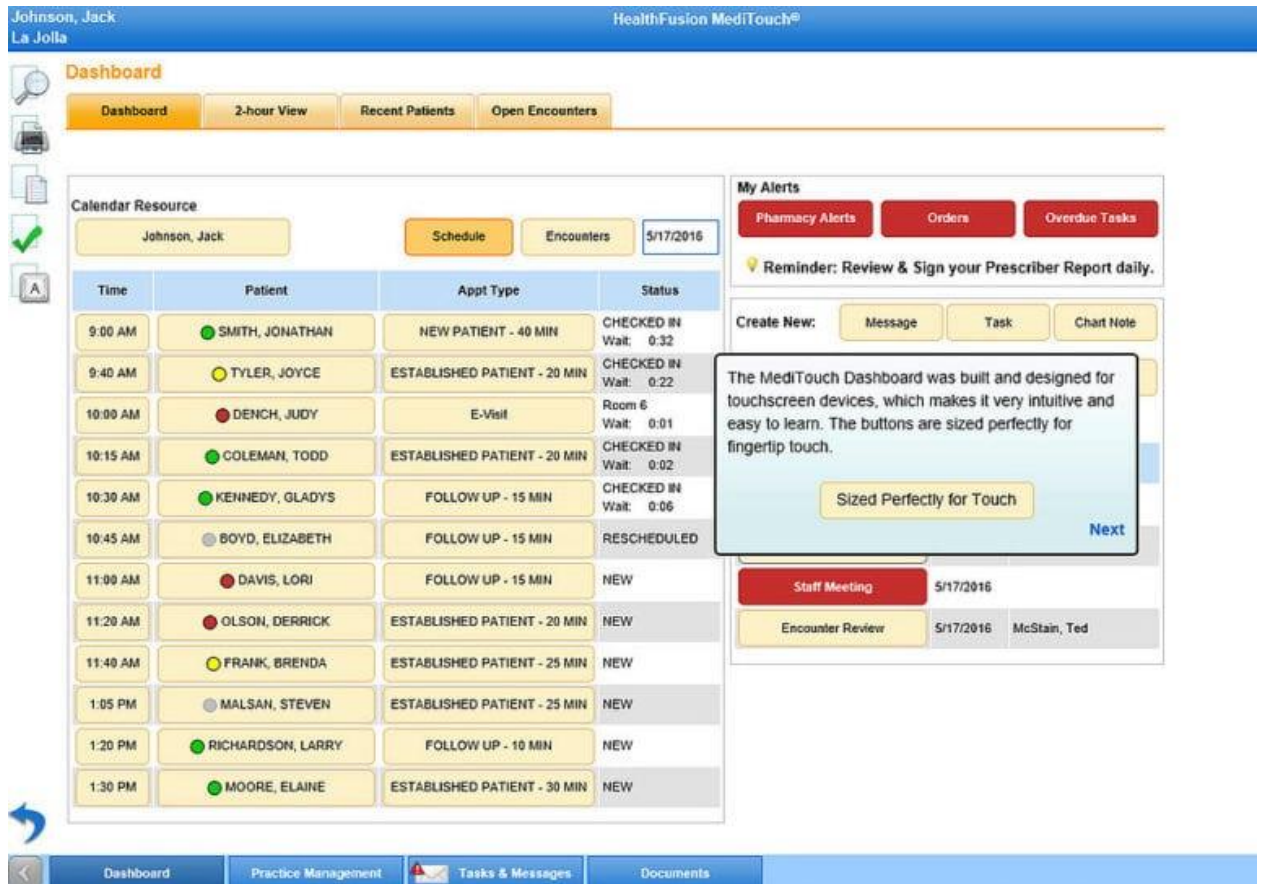 Johnson, Jack
La Jolla
HealthFusion MediTouch®
Dashboard
Dashboard 2-hour View Recent Patients Open Encounters
Calendar Resource
Johnson, Jack Schedule Encounters 5/17/2016
Time Patient Appt Type Status
9:00 AM SMITH, JONATHAN NEW PATIENT - 40 MIN CHECKED IN
Wait: 0:32
9:40 AM TYLER, JOYCE ESTABLISHED PATIENT - 20 MIN CHECKED IN
Wait: 0:22
10:00 AM DENCH, JUDY E-Visit Room 6
Wait: 0:01
10:15 AM COLEMAN, TODD ESTABLISHED PATIENT - 20 MIN CHECKED IN
Wait: 0:02
10:30 AM KENNEDY, GLADYS FOLLOW UP - 15 MIN CHECKED IN
Wait: 0:06
10:45 AM BOYD, ELIZABETH FOLLOW UP - 15 MIN RESCHEDULED
11:00 AM DAVIS, LORI FOLLOW UP - 15 MIN NEW
11:20 AM OLSON, DERRICK ESTABLISHED PATIENT - 20 MIN NEW
11:40 AM FRANK, BRENDA ESTABLISHED PATIENT - 25 MIN NEW
1:05 PM MALSAN, STEVEN ESTABLISHED PATIENT - 25 MIN NEW
1:20 PM RICHARDSON, LARRY FOLLOW UP - 10 MIN NEW
1:30 PM MOORE, ELAINE ESTABLISHED PATIENT - 30 MIN NEW
My Alerts
Pharmacy Alerts Orders Overdue Tasks
Reminder: Review & Sign your Prescriber Report daily.
Create New: Message Task Chart Note
The MediTouch Dashboard was built and designed for
touchscreen devices, which makes it very intuitive and
easy to learn. The buttons are sized perfectly for
fingertip touch.
Sized Perfectly for Touch
Next
Staff Meeting 5/17/2016
Encounter Review 5/17/2016 McStain, Ted
A
Dashboard Practice Management Tasks & Messages Documents